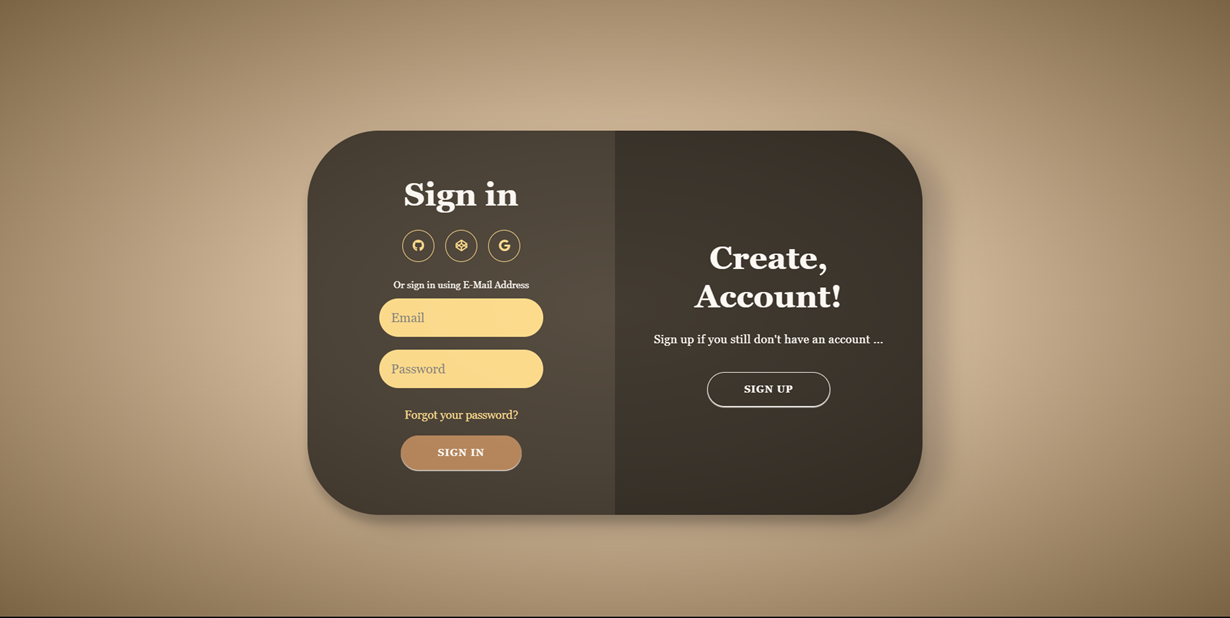 Sign in
Or sign in using E-Mail Address
Email
Password
Forgot your password?
SIGN IN
Create,
Account!
Sign up if you still don't have an account ...
SIGN UP